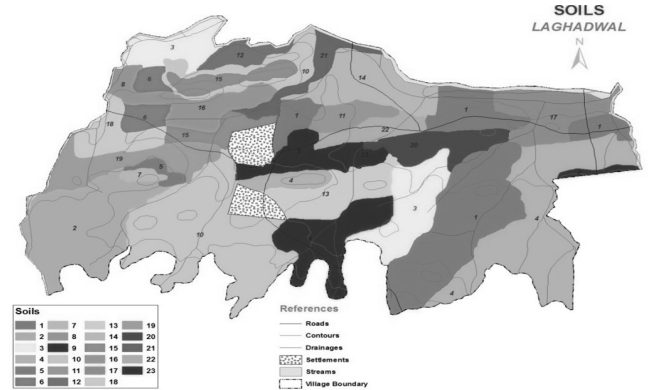 SOILS
LAGHADWAL
N
3
12
21
10
14
8
6
15
16
11
1
6
18
15
1
22
17
1
20
19
5
7
4
13
2
10
3
1
4
4
Soils
1 7 13 19
2 8 14 20
3 9 15 21
4 10 16 22
5 11 17 23
6 12 18
References
Roads
Contours
Drainages
Settlements
Streams
Village Boundary